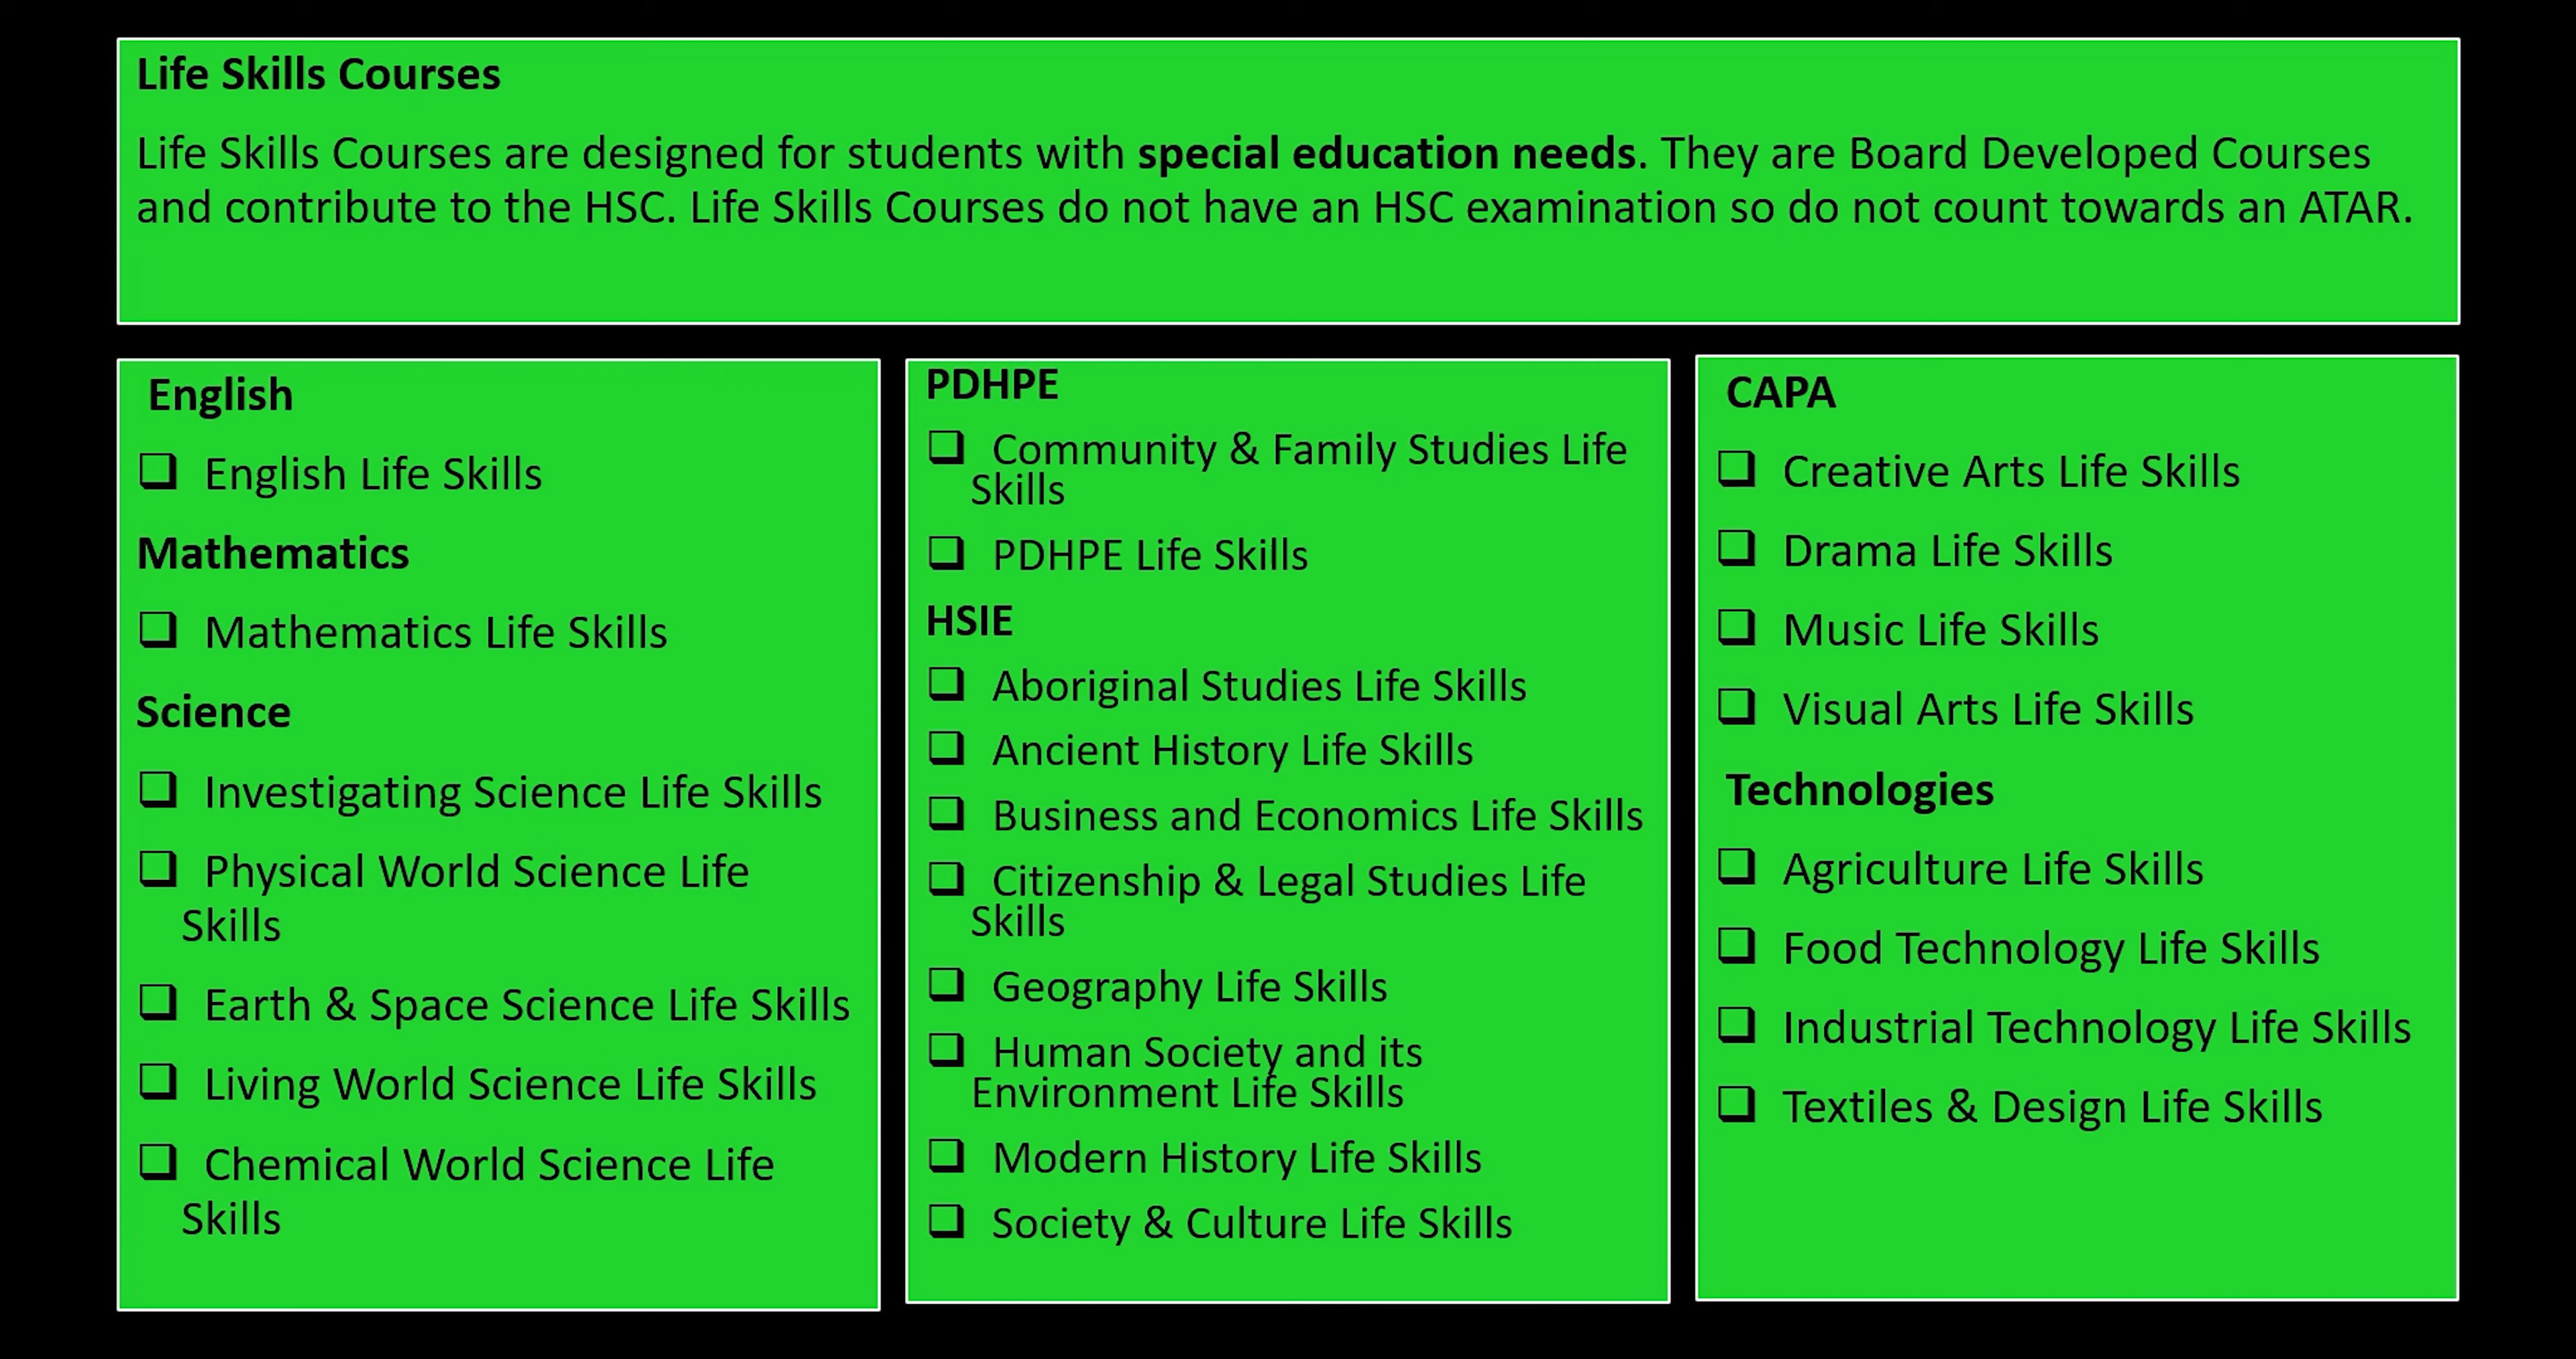 Life Skills Courses
Life Skills Courses are designed for students with special education needs. They are Board Developed Courses
and contribute to the HSC. Life Skills Courses do not have an HSC examination so do not count towards an ATAR.
English
❑ English Life Skills
Mathematics
❑ Mathematics Life Skills
Science
❑ Investigating Science Life Skills
❑ Physical World Science Life
Skills
❑ Earth & Space Science Life Skills
❑ Living World Science Life Skills
❑ Chemical World Science Life
Skills
PDHPE
❑ Community & Family Studies Life
Skills
❑ PDHPE Life Skills
HSIE
❑ Aboriginal Studies Life Skills
❑ Ancient History Life Skills
❑ Business and Economics Life Skills
❑ Citizenship & Legal Studies Life
Skills
❑ Geography Life Skills
❑ Human Society and its
Environment Life Skills
❑ Modern History Life Skills
❑ Society & Culture Life Skills
CAPA
❑ Creative Arts Life Skills
❑ Drama Life Skills
❑ Music Life Skills
❑ Visual Arts Life Skills
Technologies
❑ Agriculture Life Skills
❑ Food Technology Life Skills
❑ Industrial Technology Life Skills
❑ Textiles & Design Life Skills